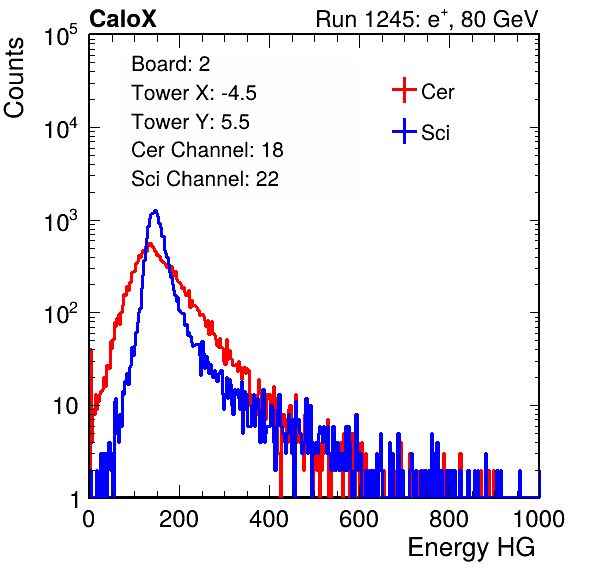 CaloX Run 1245: e⁺, 80 GeV
Counts
Board: 2
Tower X: -4.5
Tower Y: 5.5
Cer Channel: 18
Sci Channel: 22
Cer
Sci
10⁵
10⁴
10³
10²
10
1
0 200 400 600 800 1000
Energy HG